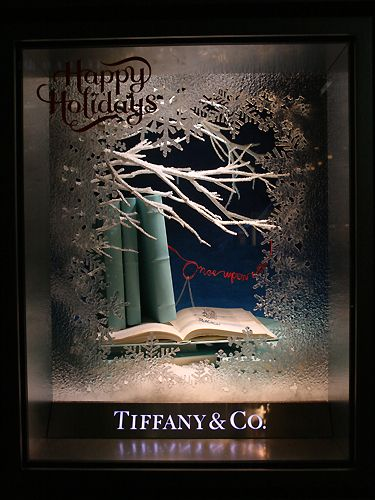 Happy
Holidays
Once upon
TIFFANY & CO.